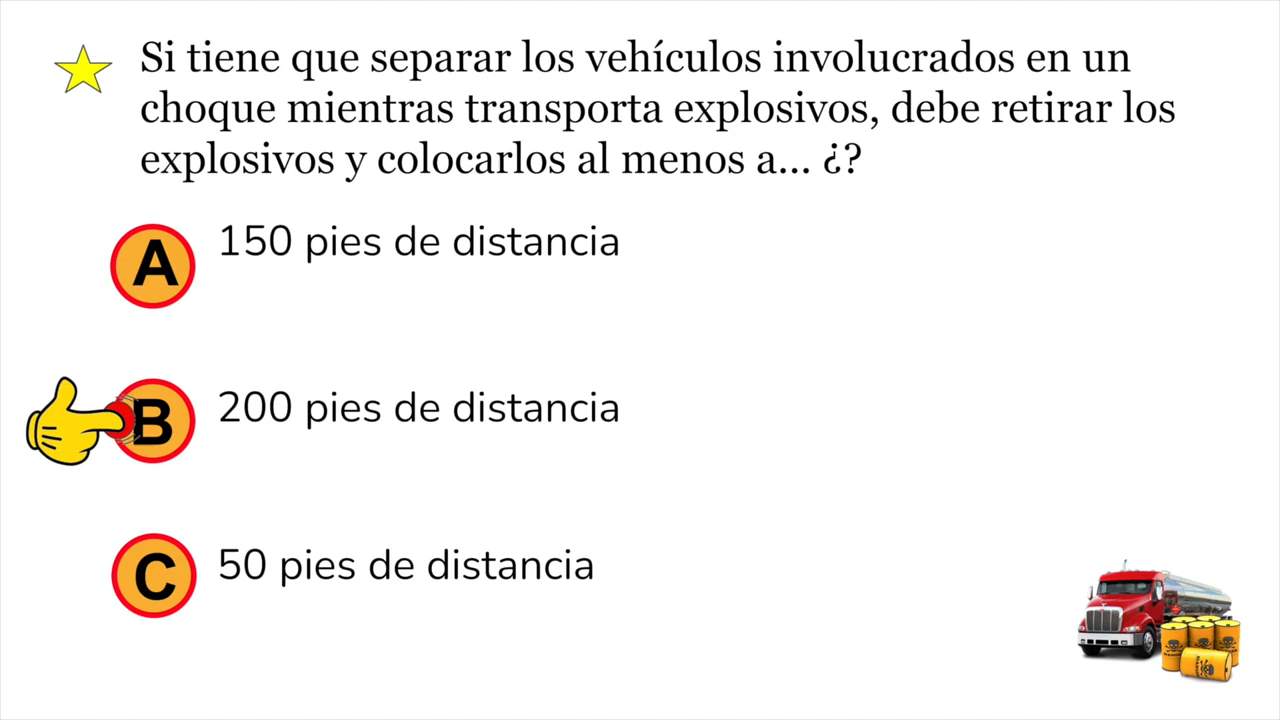 Si tiene que separar los vehículos involucrados en un
choque mientras transporta explosivos, debe retirar los
explosivos y colocarlos al menos a... ¿?
A
150 pies de distancia
B
200 pies de distancia
C
50 pies de distancia